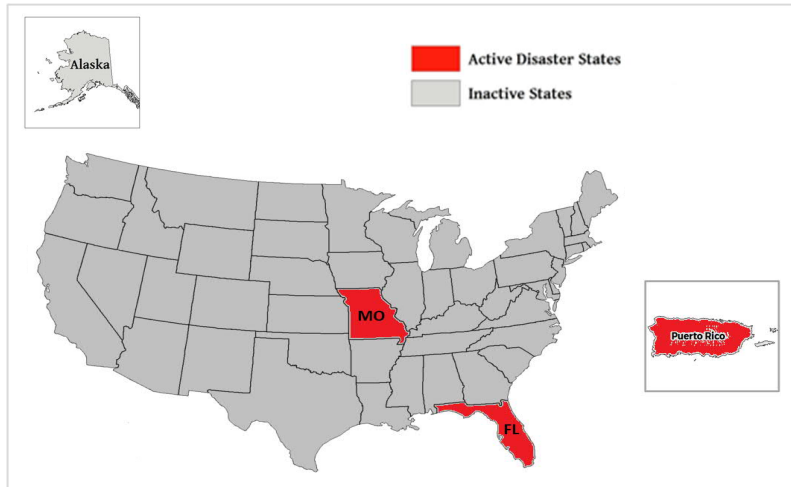 Alaska
Active Disaster States
Inactive States
MO
Puerto Rico
FL